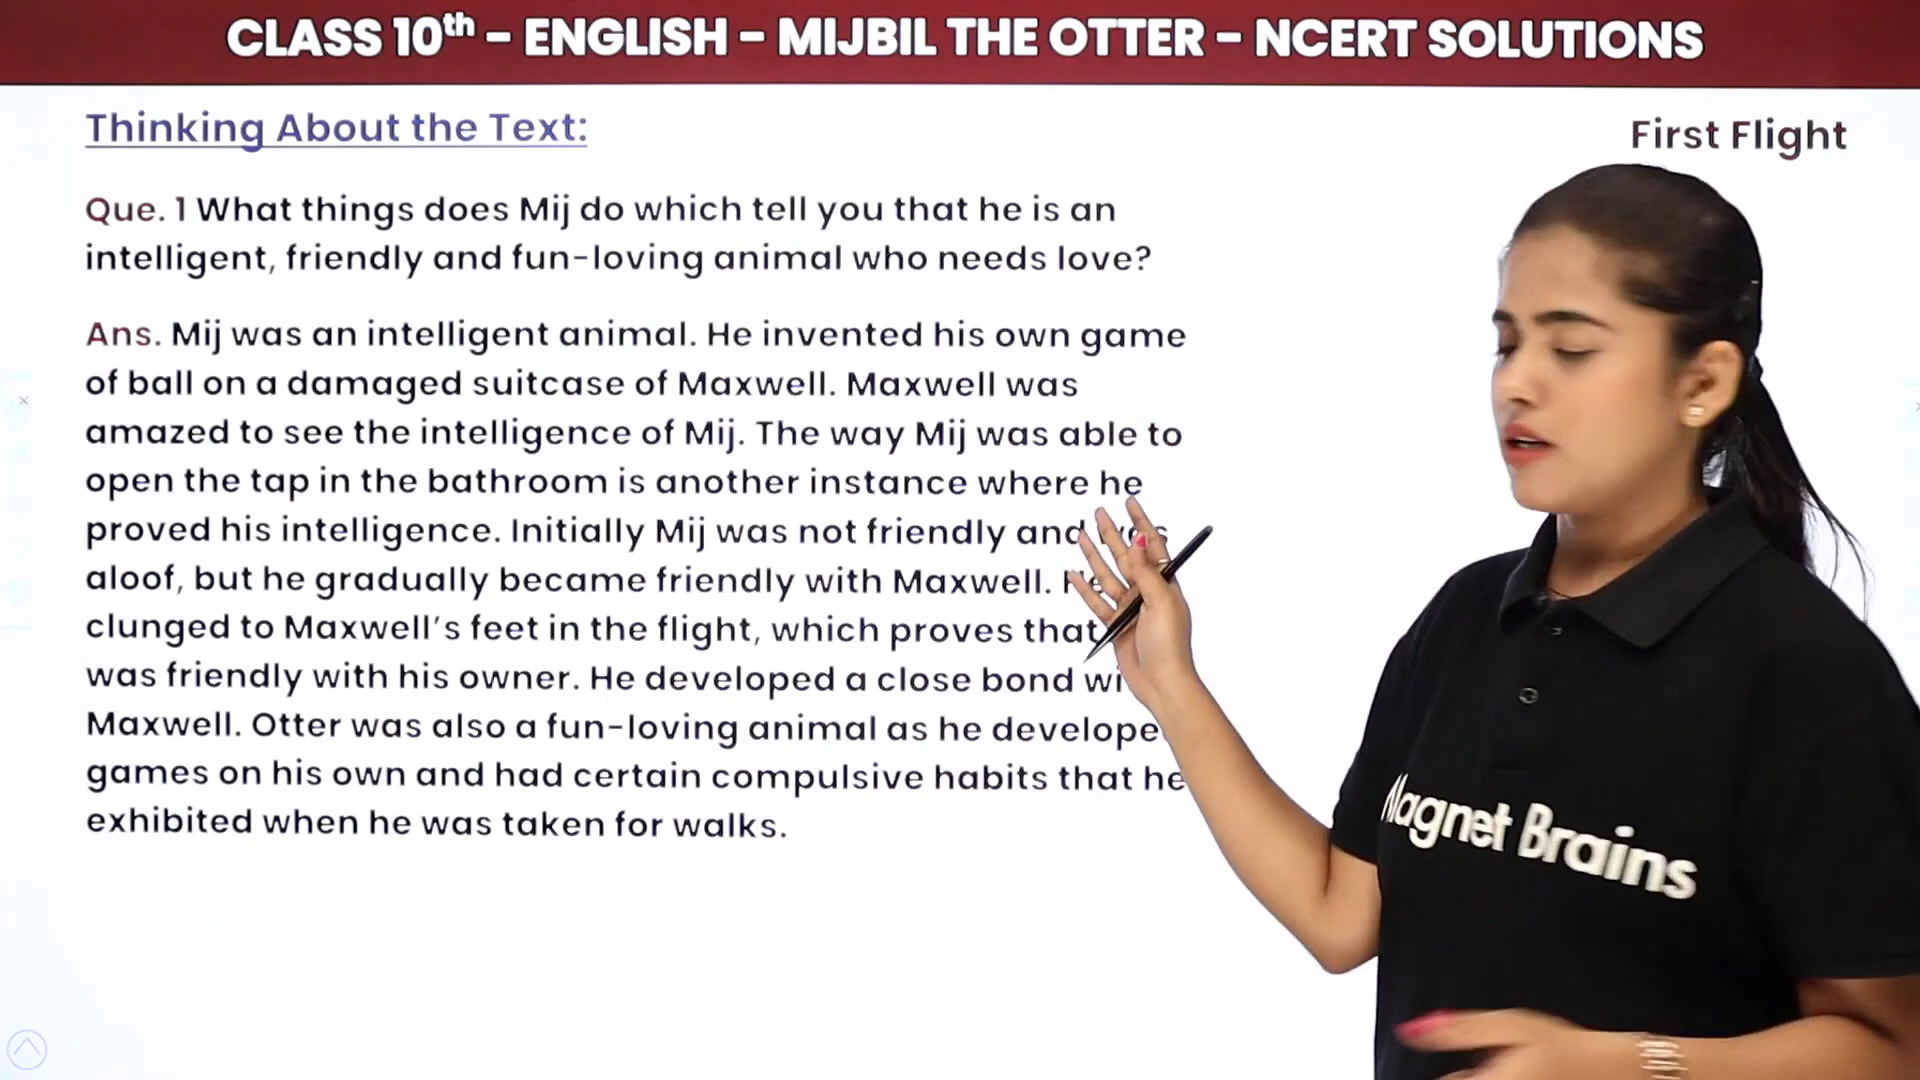 CLASS 10th - ENGLISH - MIJBIL THE OTTER - NCERT SOLUTIONS
Thinking About the Text:
First Flight
Que. 1 What things does Mij do which tell you that he is an
intelligent, friendly and fun-loving animal who needs love?
Ans. Mij was an intelligent animal. He invented his own game
of ball on a damaged suitcase of Maxwell. Maxwell was
amazed to see the intelligence of Mij. The way Mij was able to
open the tap in the bathroom is another instance where he
proved his intelligence. Initially Mij was not friendly and
aloof, but he gradually became friendly with Maxwell.
clunged to Maxwell's feet in the flight, which proves that
was friendly with his owner. He developed a close bond
Maxwell. Otter was also a fun-loving animal as he
games on his own and had certain compulsive habits that he
exhibited when he was taken for walks.
Magnet Brains